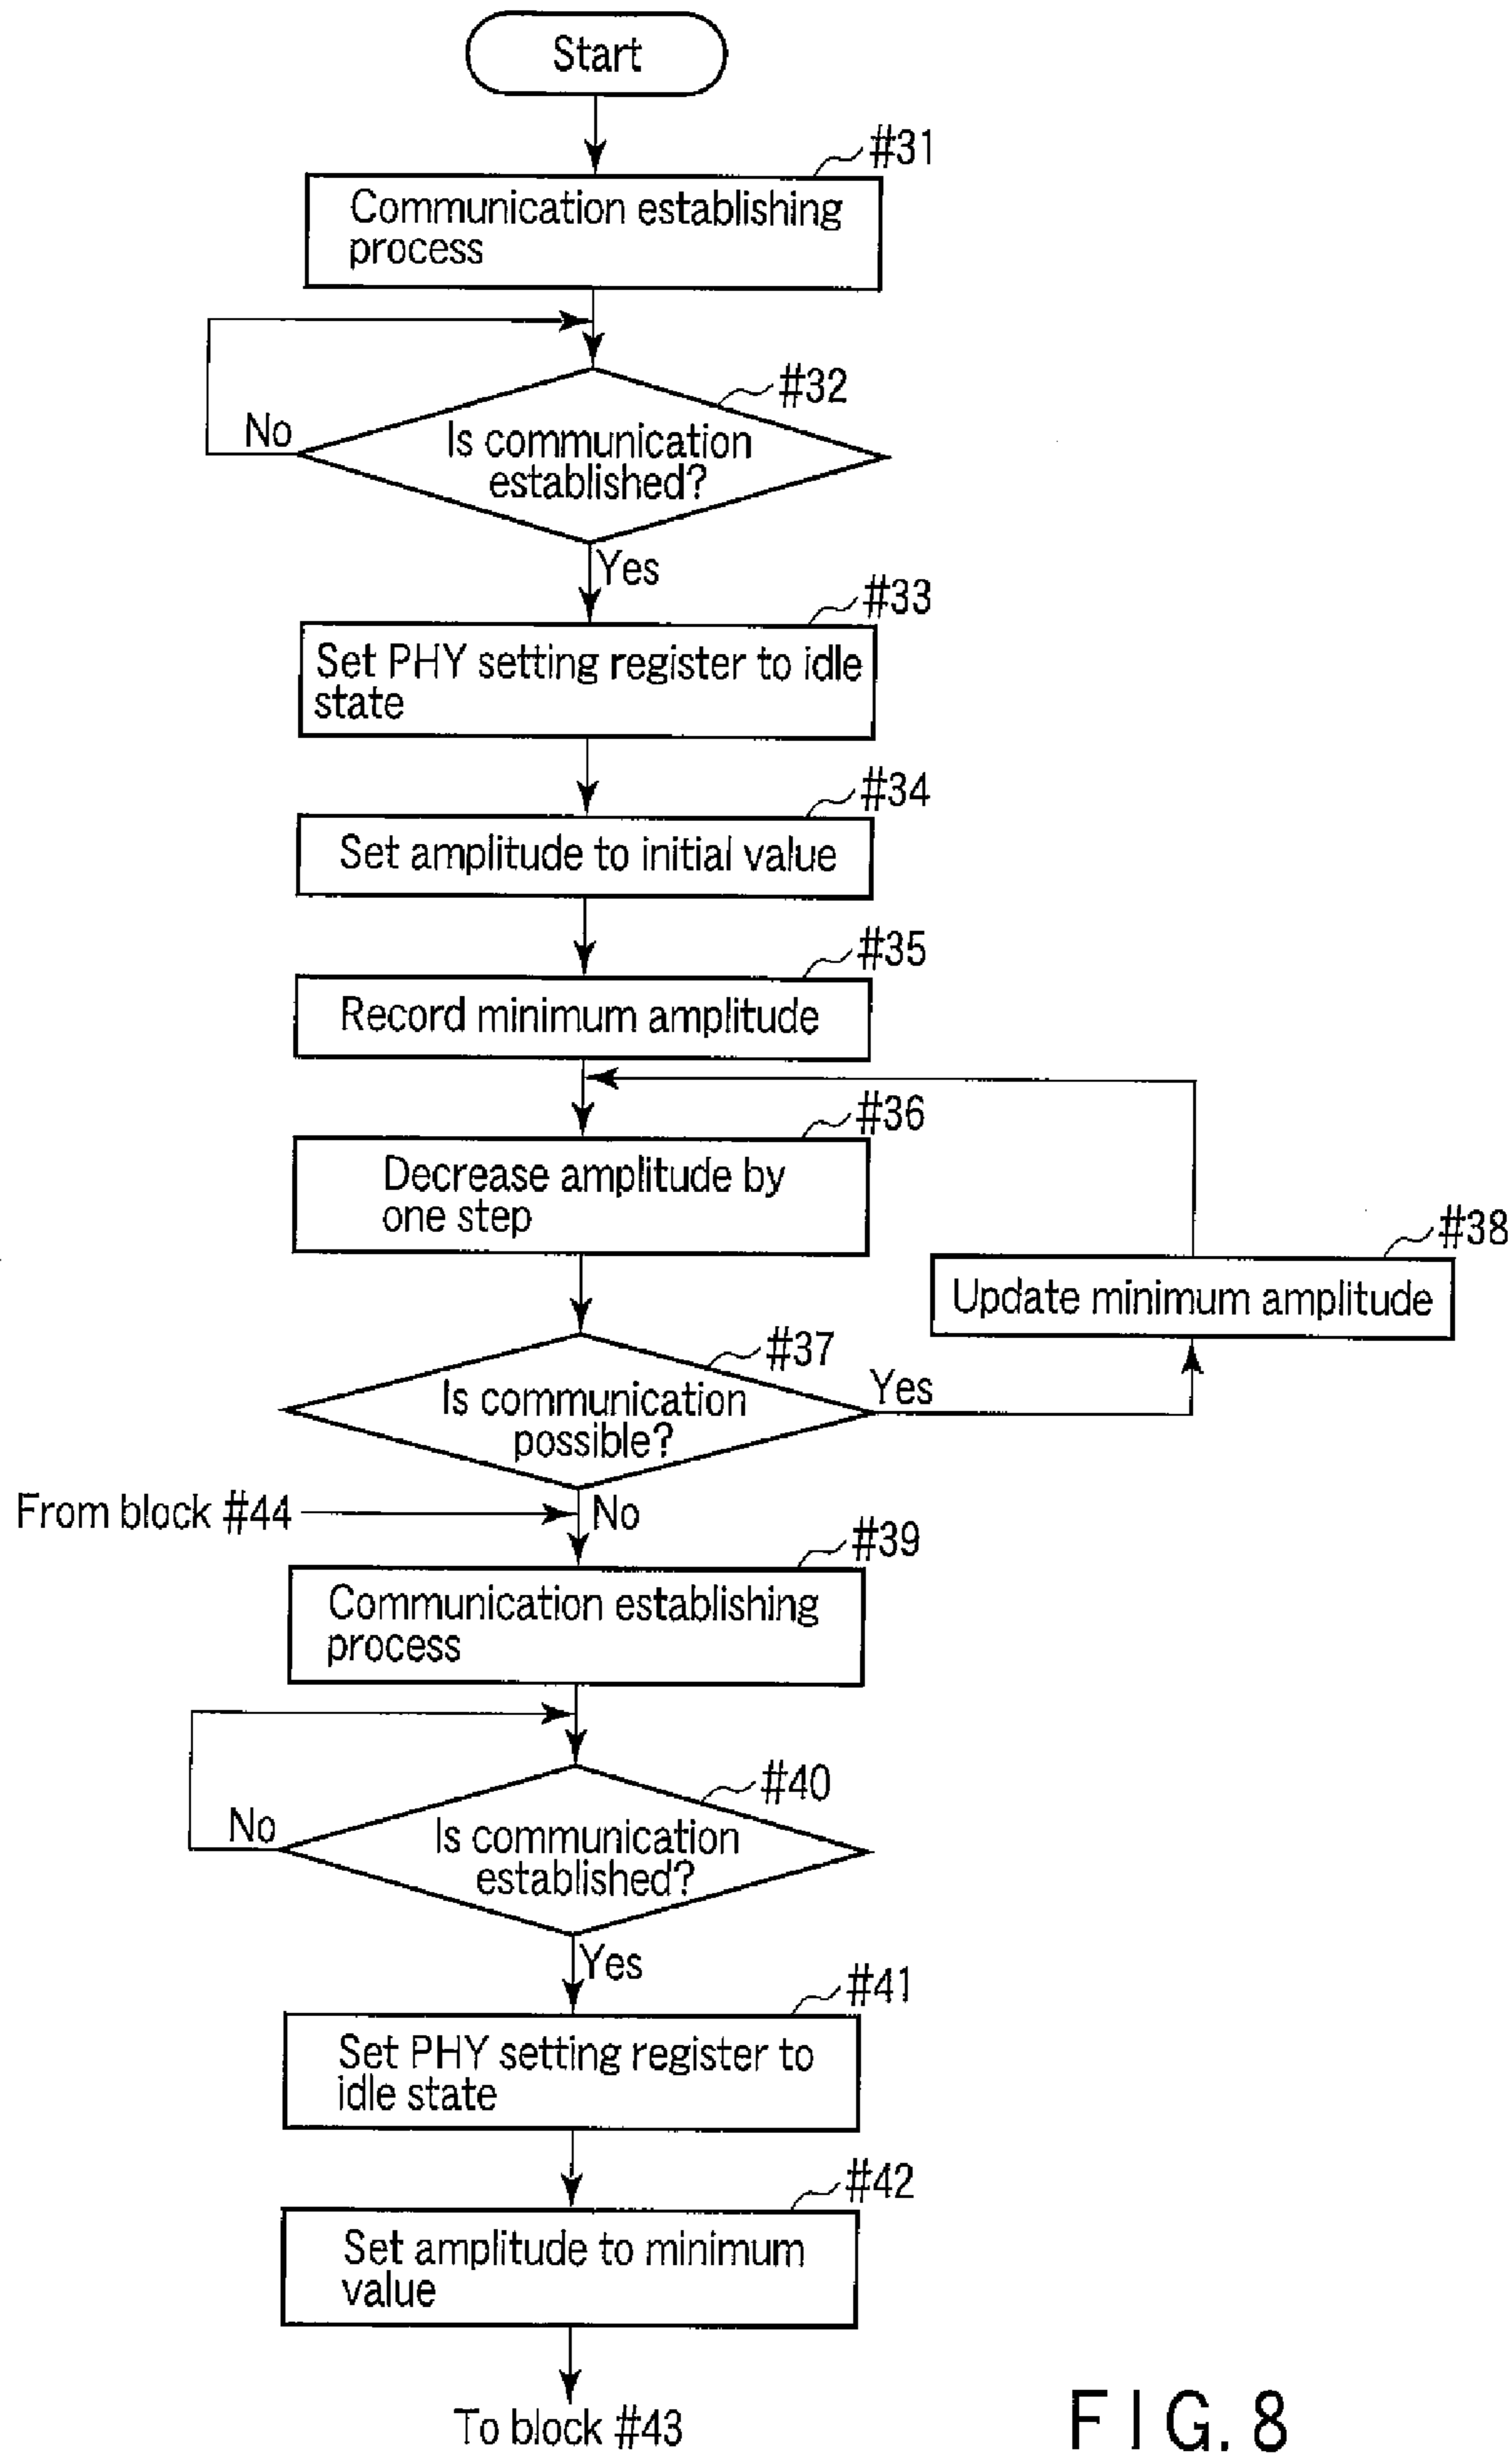 Start
#31
Communication establishing
process
#32
No
Is communication
established?
Yes
#33
Set PHY setting register to idle
state
#34
Set amplitude to initial value
#35
Record minimum amplitude
#36
Decrease amplitude by
one step
#38
Update minimum amplitude
#37
Is communication
possible?
Yes
From block #44
No
#39
Communication establishing
process
#40
No
Is communication
established?
Yes
#41
Set PHY setting register to
idle state
#42
Set amplitude to minimum
value
To block #43
FIG. 8